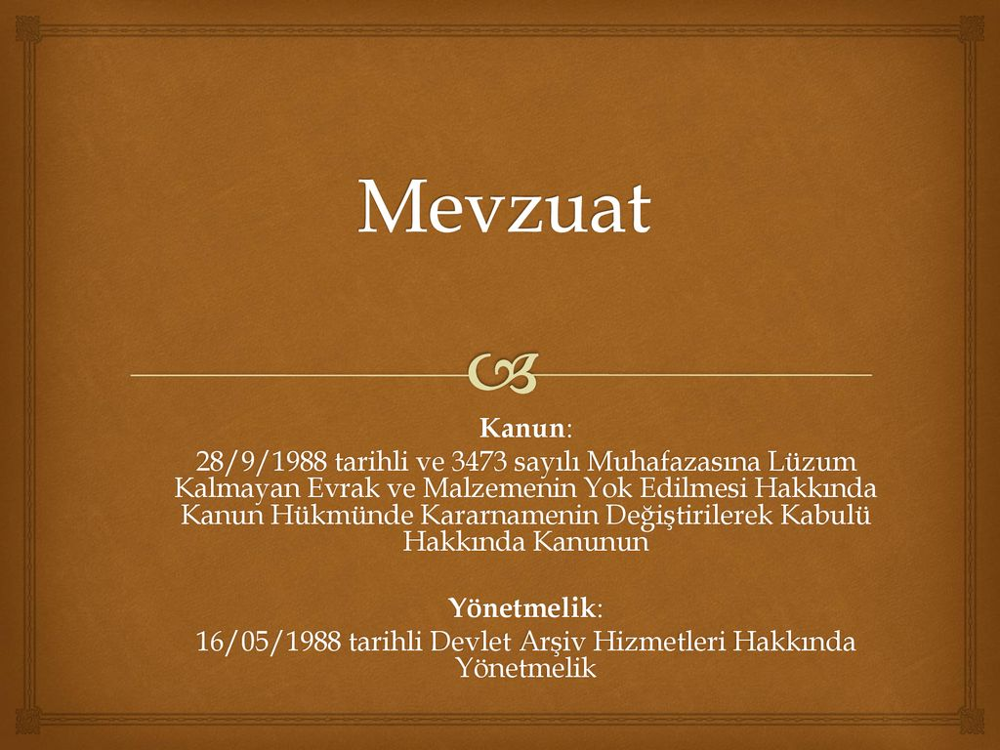 Mevzuat
Kanun:
28/9/1988 tarihli ve 3473 sayılı Muhafazasına Lüzum
Kalmayan Evrak ve Malzemenin Yok Edilmesi Hakkında
Kanun Hükmünde Kararnamenin Değiştirilerek Kabulü
Hakkında Kanunun
Yönetmelik:
16/05/1988 tarihli Devlet Arşiv Hizmetleri Hakkında
Yönetmelik